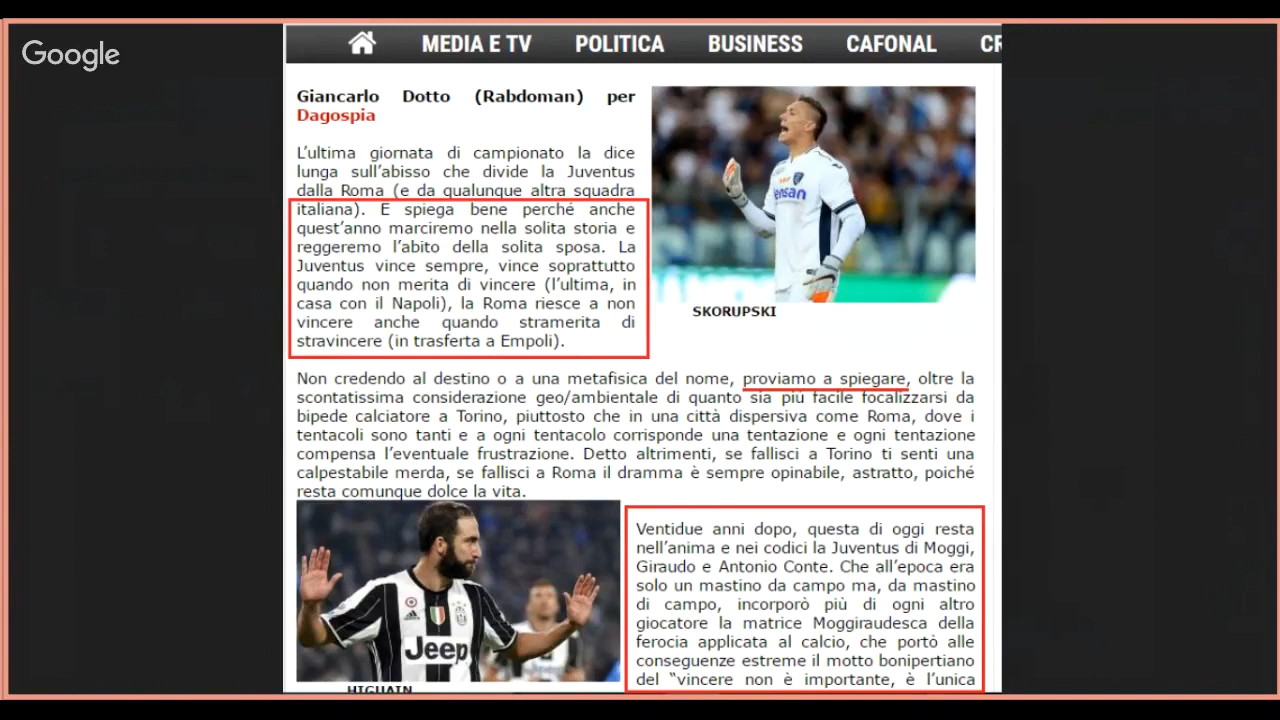 Google
MEDIA E TV POLITICA BUSINESS CAFONAL CR
Giancarlo Dotto (Rabdoman) per
Dagospia
L'ultima giornata di campionato la dice
lunga sull'abisso che divide la Juventus
dalla Roma (e da qualunque altra squadra
italiana). E spiega bene perché anche
quest'anno marciremo nella solita storia e
reggeremo l'abito della solita sposa. La
Juventus vince sempre, vince soprattutto
quando non merita di vincere (l'ultima, in
casa con il Napoli), la Roma riesce a non
vincere anche quando stramerita di
stravincere (in trasferta a Empoli).
SKORUPSKI
Non credendo al destino o a una metafisica del nome, proviamo a spiegare, oltre la
scontatissima considerazione geo/ambientale di quanto sia più facile focalizzarsi da
bipede calciatore a Torino, piuttosto che in una città dispersiva come Roma, dove i
tentacoli sono tanti e a ogni tentacolo corrisponde una tentazione e ogni tentazione
compensa l'eventuale frustrazione. Detto altrimenti, se fallisci a Torino ti senti una
calpestabile merda, se fallisci a Roma il dramma è sempre opinabile, astratto, poiché
resta comunque dolce la vita.
Jeep
HIGUAIN
Ventidue anni dopo, questa di oggi resta
nell'anima e nei codici la Juventus di Moggi,
Giraudo e Antonio Conte. Che all'epoca era
solo un mastino da campo ma, da mastino
di campo, incorporò più di ogni altro
giocatore la matrice Moggiraudesca della
ferocia applicata al calcio, che portò alle
conseguenze estreme il motto bonipertiano
del "vincere non è importante, è l'unica